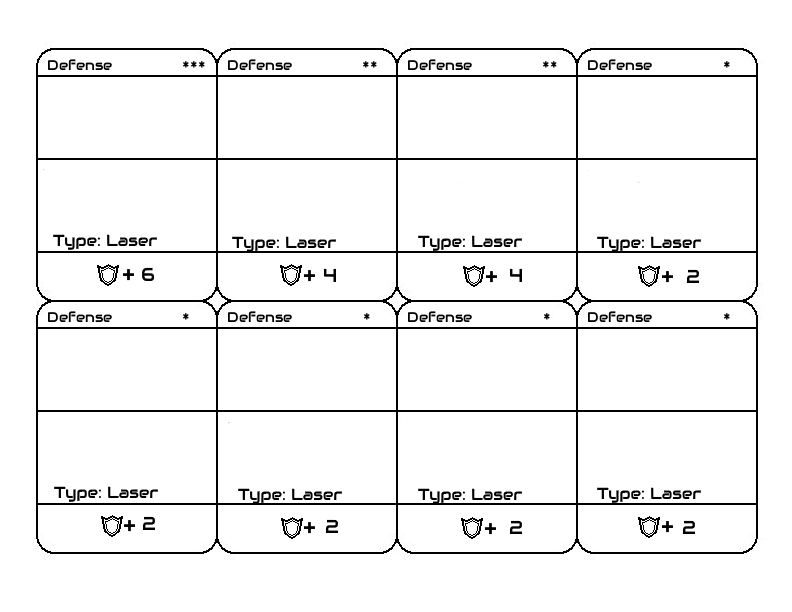 Defense ***
Type: Laser
+ 6
Defense **
Type: Laser
+ 4
Defense **
Type: Laser
+ 4
Defense *
Type: Laser
+ 2
Defense *
Type: Laser
+ 2
Defense *
Type: Laser
+ 2
Defense *
Type: Laser
+ 2
Defense *
Type: Laser
+ 2